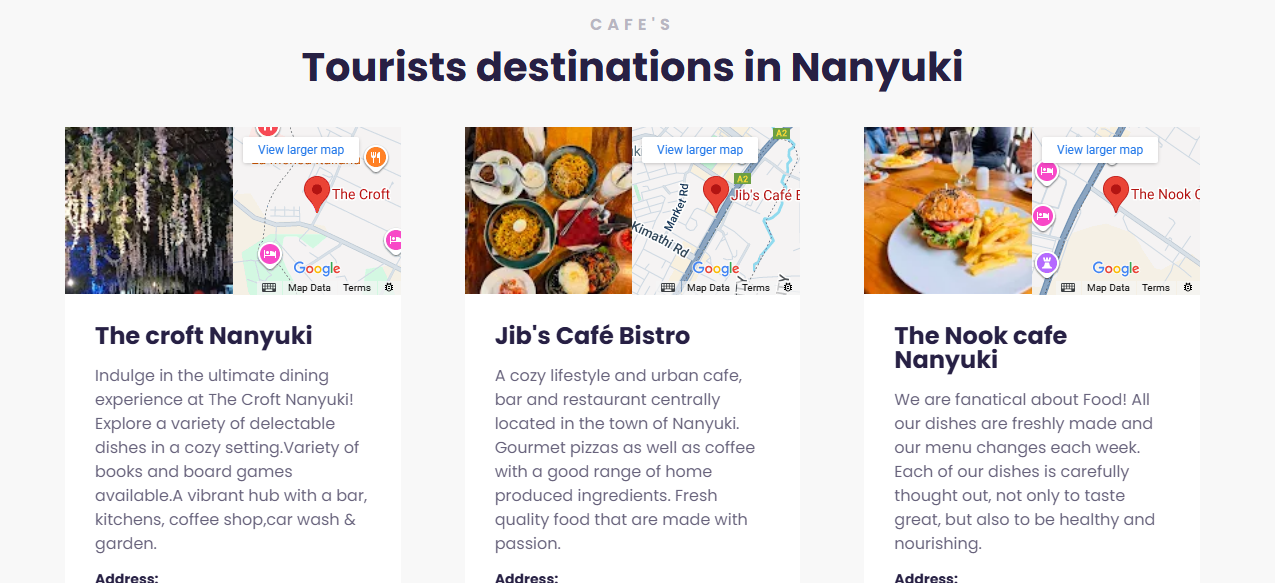 CAFE'S
Tourists destinations in Nanyuki
View larger map
The Croft
Google
Map Data Terms
View larger map
A2
A2
Jib's Café B
Market Rd
Kimathi Rd
Google
Map Data Terms
View larger map
The Nook C
Google
Map Data Terms
The croft Nanyuki
Indulge in the ultimate dining
experience at The Croft Nanyuki!
Explore a variety of delectable
dishes in a cozy setting.Variety of
books and board games
available.A vibrant hub with a bar,
kitchens, coffee shop,car wash &
garden.
Address:
Jib's Café Bistro
A cozy lifestyle and urban cafe,
bar and restaurant centrally
located in the town of Nanyuki.
Gourmet pizzas as well as coffee
with a good range of home
produced ingredients. Fresh
quality food that are made with
passion.
Address:
The Nook cafe
Nanyuki
We are fanatical about Food! All
our dishes are freshly made and
our menu changes each week.
Each of our dishes is carefully
thought out, not only to taste
great, but also to be healthy and
nourishing.
Address: